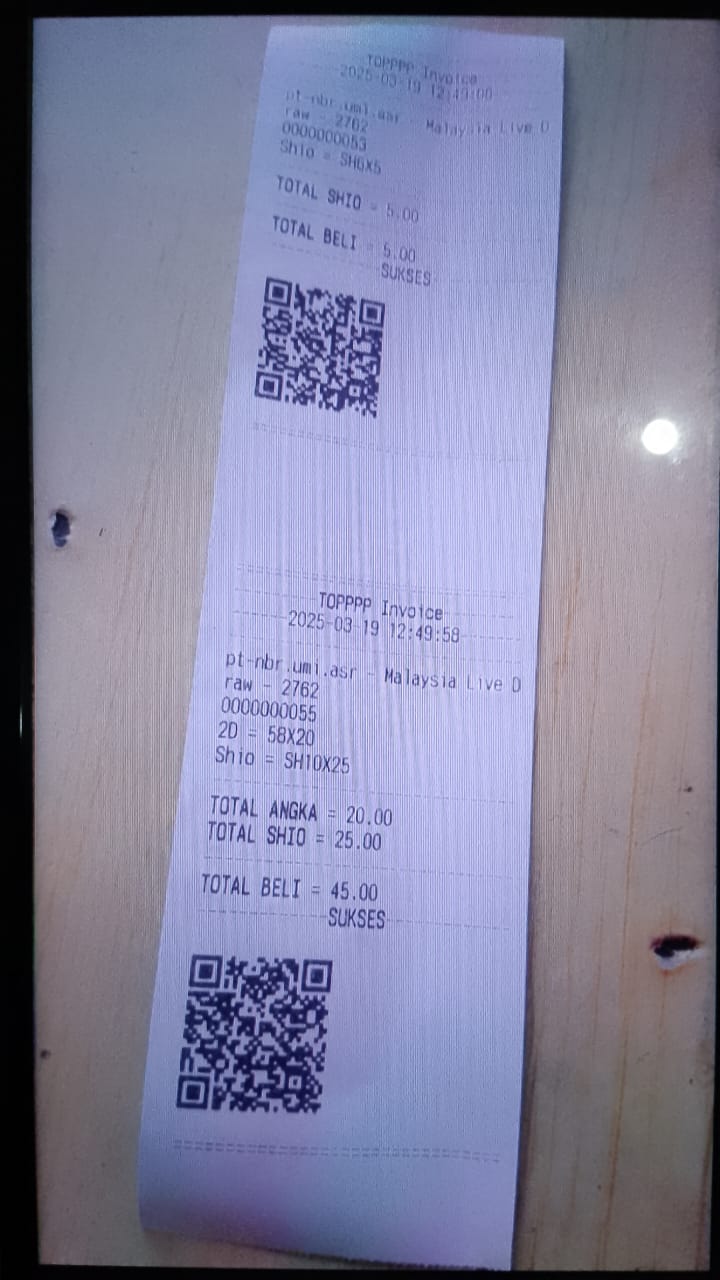 TOPPPP Invoice
2025-03-19 12:49:00
pt-nbr.umi.asr - Malaysia Live D
raw - 2762
0000000053
Shio = SH6X5
TOTAL SHIO = 5.00
TOTAL BELI = 5.00
SUKSES
TOPPPP Invoice
2025-03-19 12:49:58
pt-nbr.umi.asr - Malaysia Live D
raw - 2762
0000000055
2D = 58X20
Shio = SH10X25
TOTAL ANGKA = 20.00
TOTAL SHIO = 25.00
TOTAL BELI = 45.00
SUKSES